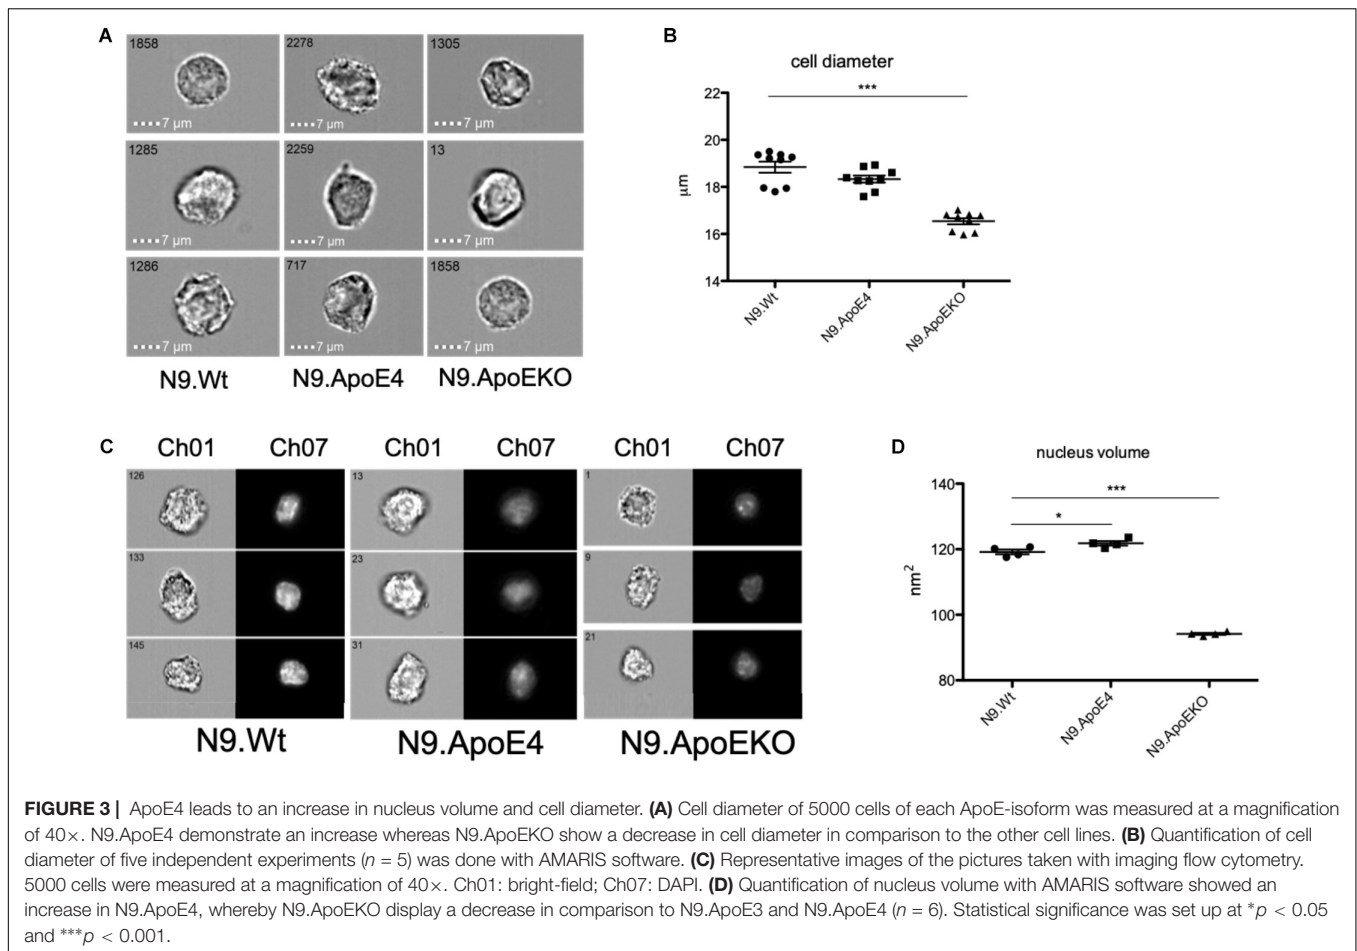 A
1858
2278
1305
7 µm
7 µm
7 µm
1285
2259
13
7 µm
7 µm
7 µm
1286
717
1858
7 µm
7 µm
7 µm
N9.Wt
N9.ApoE4
N9.ApoEKO
B
cell diameter
***
22
20
18
16
14
µm
N9.Wt
N9.ApoE4
N9.ApoEKO
C
Ch01 Ch07 Ch01 Ch07 Ch01 Ch07
126
13
1
133
23
9
145
31
21
N9.Wt
N9.ApoE4
N9.ApoEKO
D
nucleus volume
***
*
140
120
100
80
nm²
N9.Wt
N9.ApoE4
N9.ApoEKO
FIGURE 3 | ApoE4 leads to an increase in nucleus volume and cell diameter. (A) Cell diameter of 5000 cells of each ApoE-isoform was measured at a magnification
of 40×. N9.ApoE4 demonstrate an increase whereas N9.ApoEKO show a decrease in cell diameter in comparison to the other cell lines. (B) Quantification of cell
diameter of five independent experiments (n = 5) was done with AMARIS software. (C) Representative images of the pictures taken with imaging flow cytometry.
5000 cells were measured at a magnification of 40×. Ch01: bright-field; Ch07: DAPI. (D) Quantification of nucleus volume with AMARIS software showed an
increase in N9.ApoE4, whereby N9.ApoEKO display a decrease in comparison to N9.ApoE3 and N9.ApoE4 (n = 6). Statistical significance was set up at *p < 0.05
and ***p < 0.001.